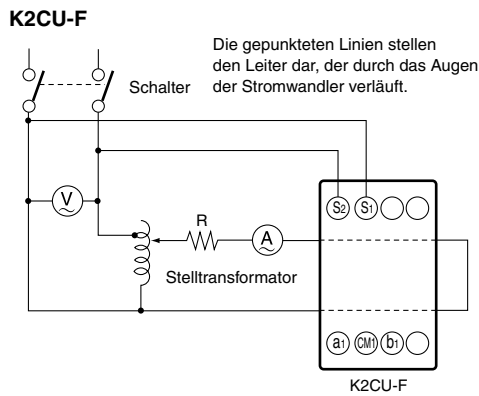 K2CU-F
Die gepunkteten Linien stellen
den Leiter dar, der durch das Augen
der Stromwandler verläuft.
Schalter
V
S2 S1
R
A
Stelltransformator
a1 CM1 b1
K2CU-F